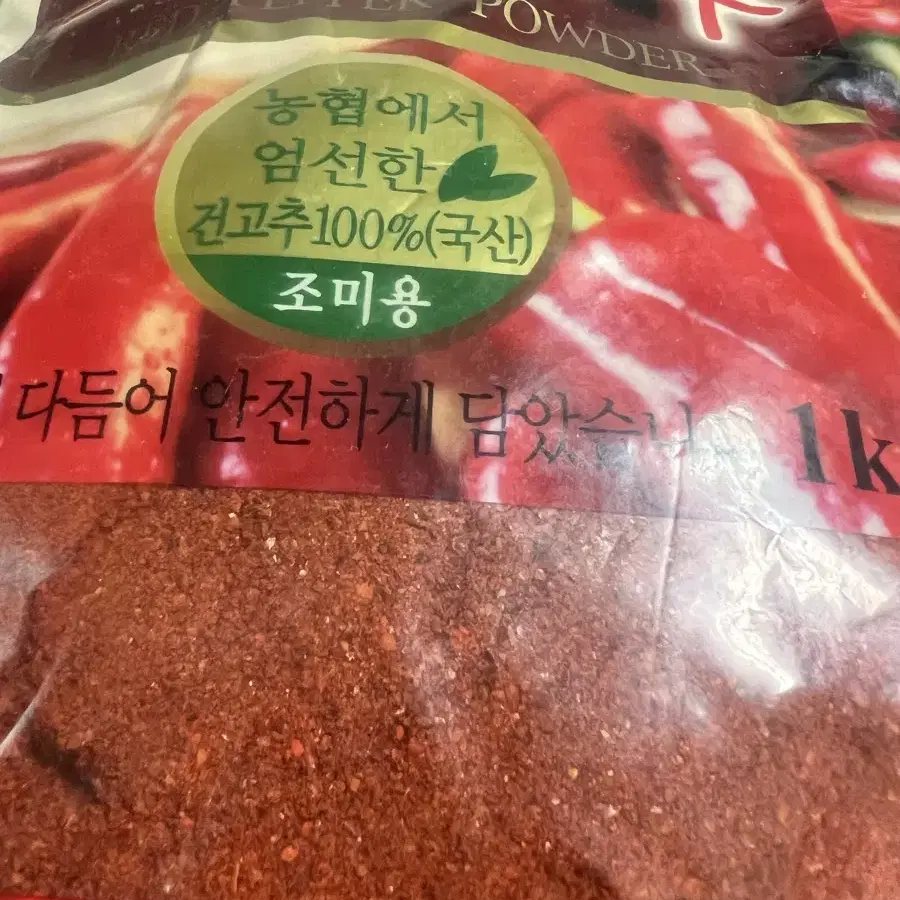 POWDER
농협에서
엄선한
건고추100%(국산)
조미용
다듬어 안전하게 담았습니
1k